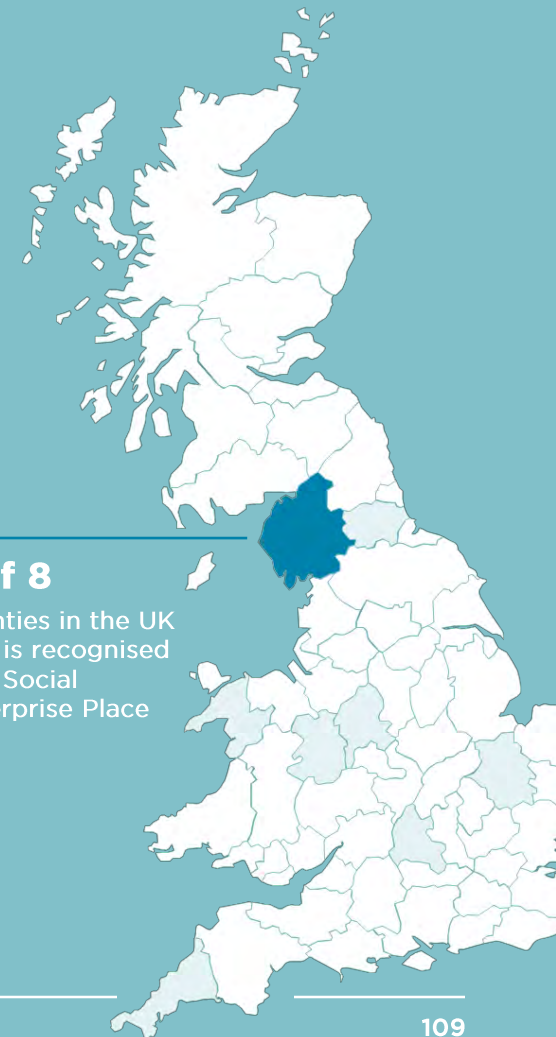 f 8
nties in the UK
is recognised
Social
erprise Place
109